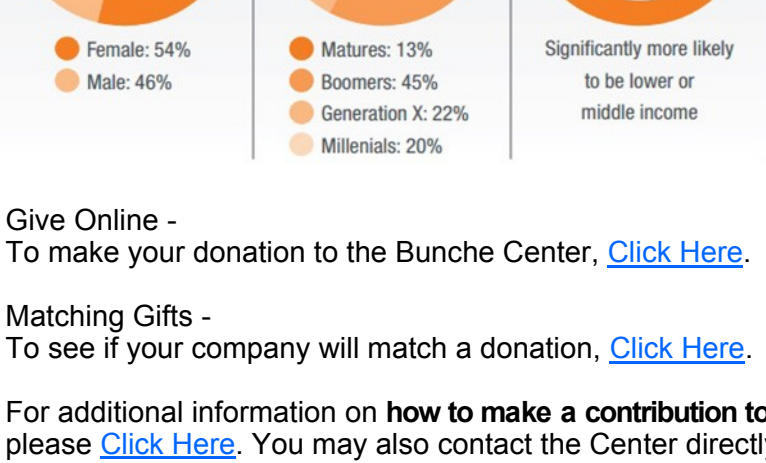 Female: 54%
Male: 46%
Matures: 13%
Boomers: 45%
Generation X: 22%
Millenials: 20%
Significantly more likely
to be lower or
middle income
Give Online -
To make your donation to the Bunche Center, Click Here.
Matching Gifts -
To see if your company will match a donation, Click Here.
For additional information on how to make a contribution to
please Click Here. You may also contact the Center directly